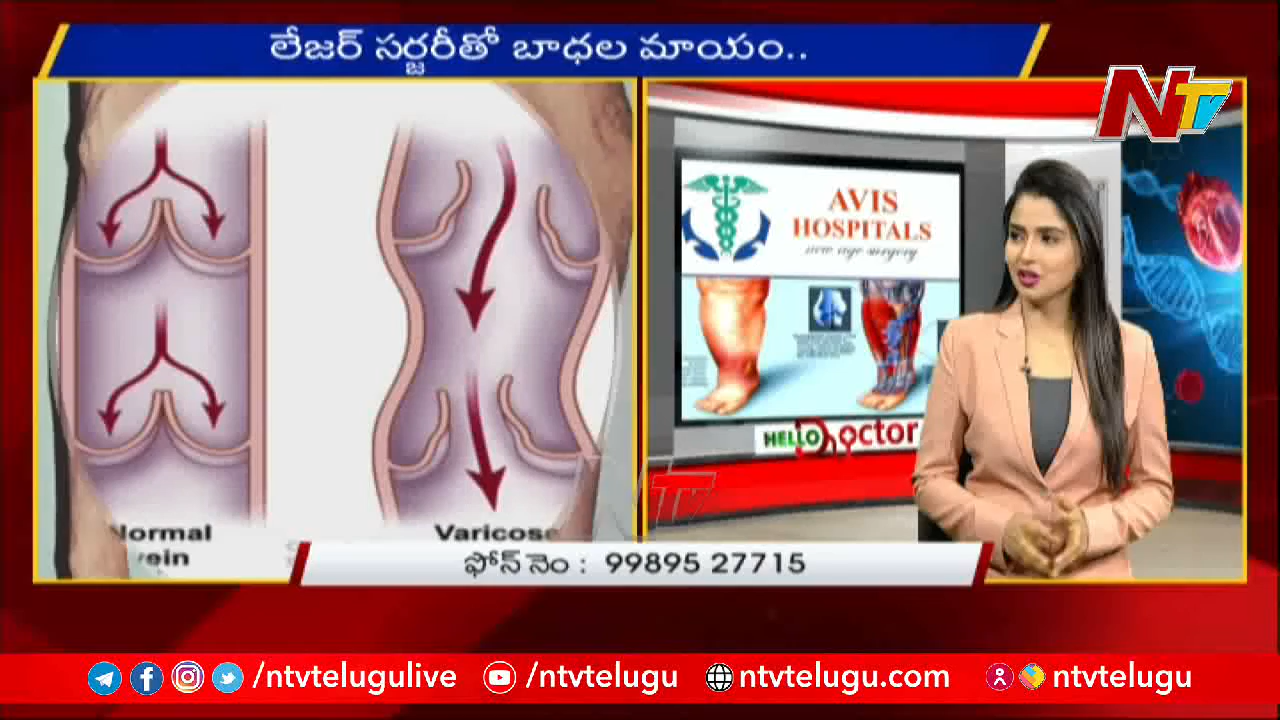 లేజర్ సర్జరీతో బాధల మాయం..
NTV
AVIS
HOSPITALS
new age surgery
HELLO Doctor
Normal
vein
Varicose
ఫోన్ నెం : 99895 27715
/ntvtelugulive
/ntvtelugu
ntvtelugu.com
ntvtelugu